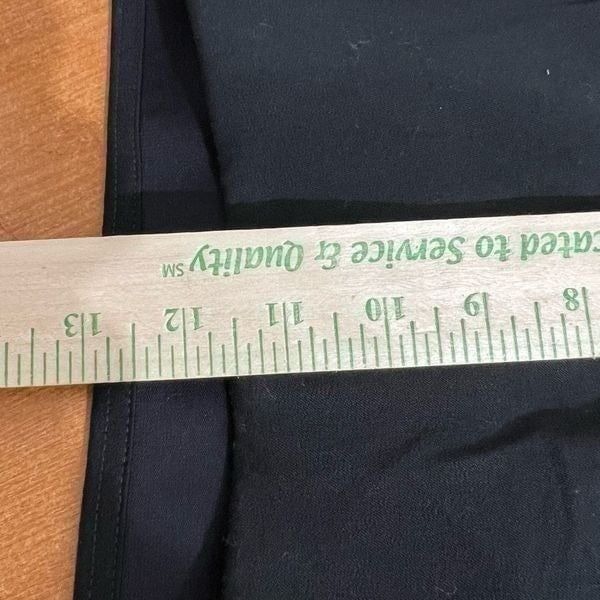 8 9 10 11 12 13
cated to Service & Quality SM